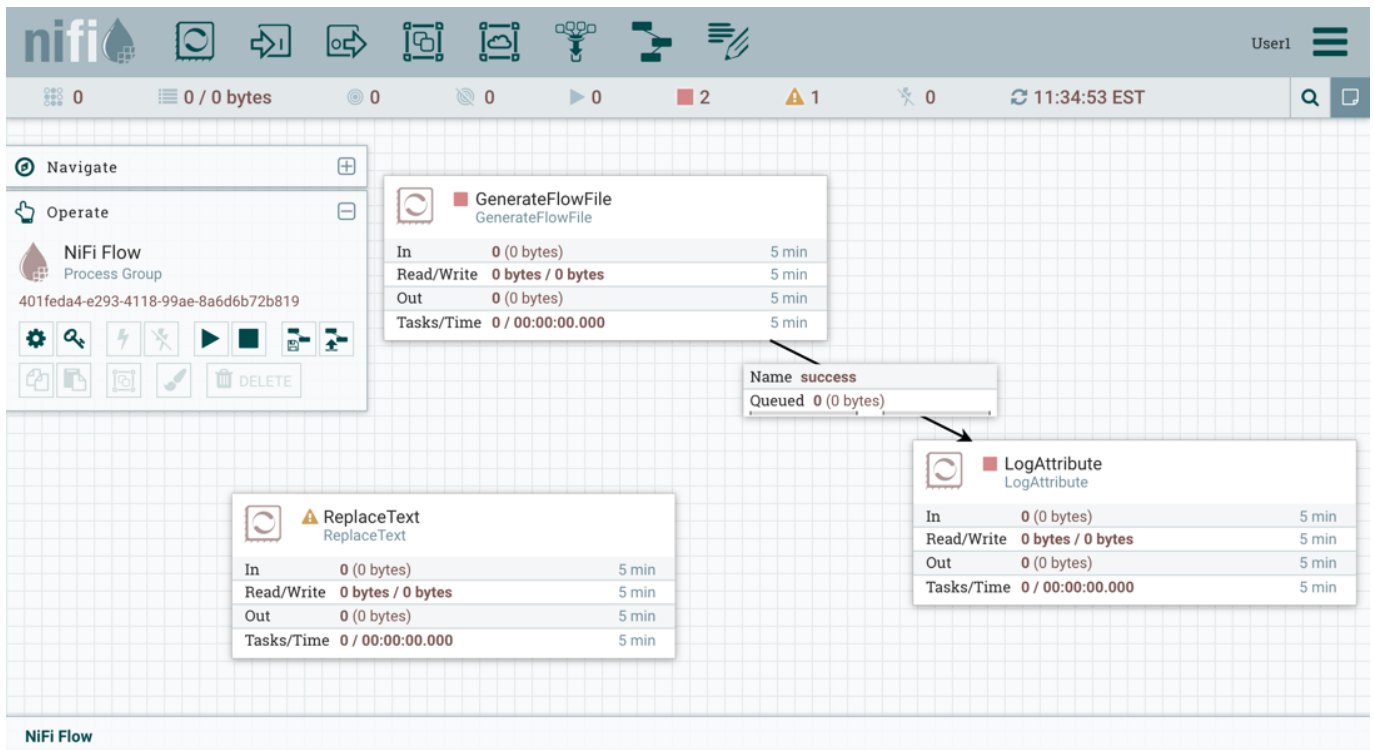 nifi
User1
0
0 / 0 bytes
0
0
0
2
1
0
11:34:53 EST
Navigate
Operate
NiFi Flow
Process Group
401feda4-e293-4118-99ae-8a6d6b72b819
DELETE
GenerateFlowFile
GenerateFlowFile
In 0 (0 bytes) 5 min
Read/Write 0 bytes / 0 bytes 5 min
Out 0 (0 bytes) 5 min
Tasks/Time 0 / 00:00:00.000 5 min
Name success
Queued 0 (0 bytes)
LogAttribute
LogAttribute
In 0 (0 bytes) 5 min
Read/Write 0 bytes / 0 bytes 5 min
Out 0 (0 bytes) 5 min
Tasks/Time 0 / 00:00:00.000 5 min
ReplaceText
ReplaceText
In 0 (0 bytes) 5 min
Read/Write 0 bytes / 0 bytes 5 min
Out 0 (0 bytes) 5 min
Tasks/Time 0 / 00:00:00.000 5 min
NiFi Flow